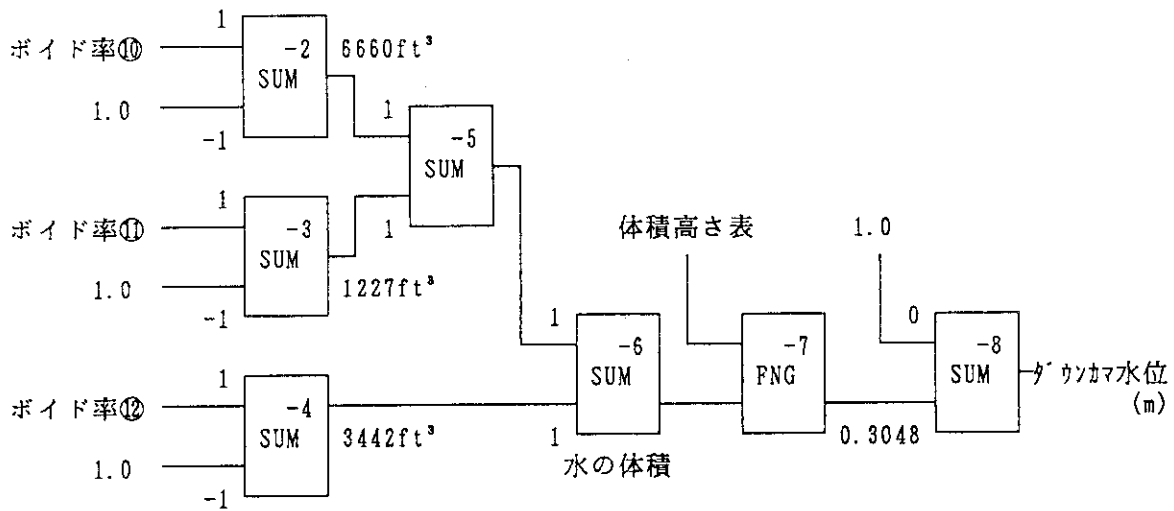 1
ボイド率⑩
-2
6660ft³
SUM
1.0
-1
1
-5
SUM
1
ボイド率⑪
-3
SUM
1
1.0
1227ft³
-1
体積高さ表
1.0
1
-6
SUM
-7
FNG
0
-8
SUM
ダウンカマ水位
(m)
1
ボイド率⑫
-4
SUM
3442ft³
1
0.3048
1.0
水の体積
-1